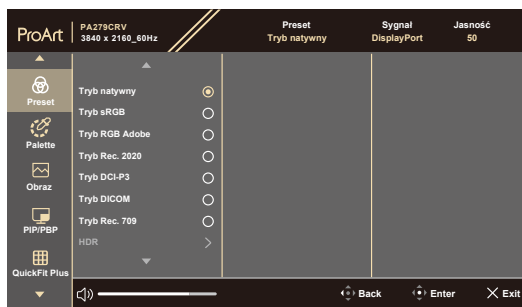 ProArt
PA279CRV
3840 x 2160_60Hz
Preset
Tryb natywny
Sygnał
DisplayPort
Jasność
50
Preset
Palette
Obraz
PIP/PBP
QuickFit Plus
Tryb natywny
Tryb sRGB
Tryb RGB Adobe
Tryb Rec. 2020
Tryb DCI-P3
Tryb DICOM
Tryb Rec. 709
HDR
Back
Enter
Exit